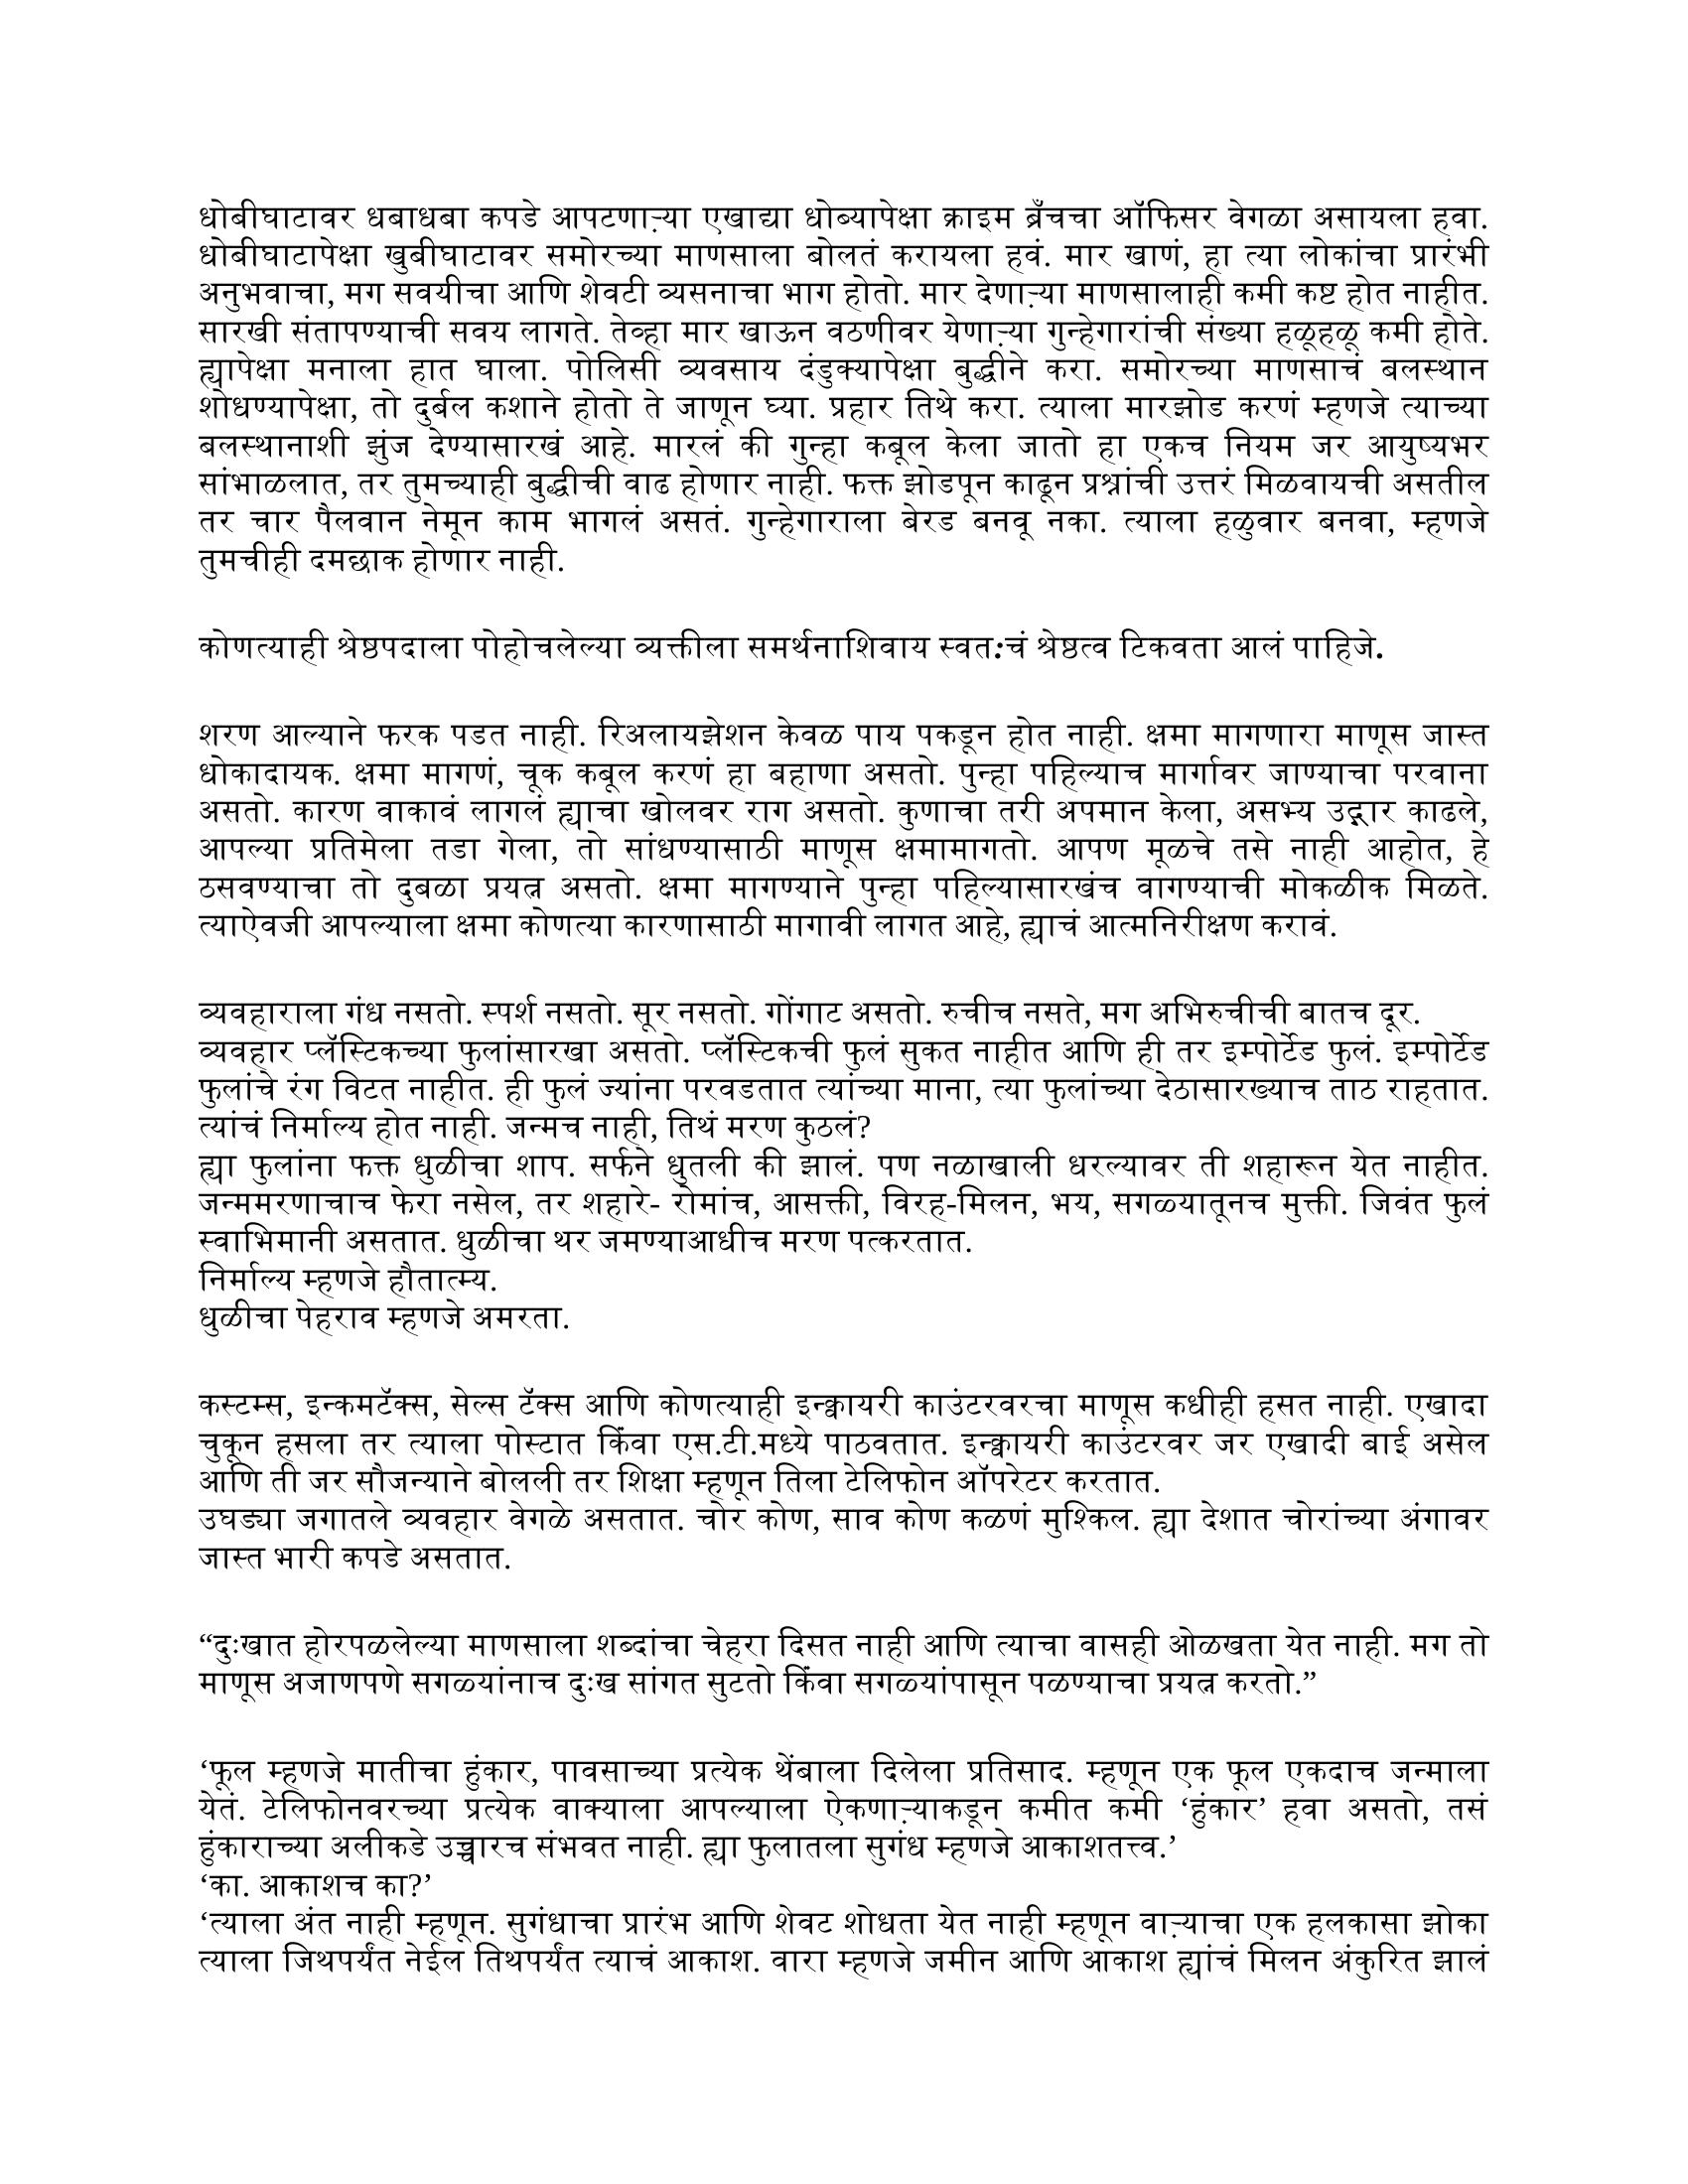 धोबीघाटावर धबाधबा कपडे आपटणाऱ्या एखाद्या धोब्यापेक्षा क्राइम ब्रँचचा ऑफिसर वेगळा असायला हवा.
धोबीघाटापेक्षा खुबीघाटावर समोरच्या माणसाला बोलतं करायला हवं. मार खाणं, हा त्या लोकांचा प्रारंभी
अनुभवाचा, मग सवयीचा आणि शेवटी व्यसनाचा भाग होतो. मार देणाऱ्या माणसालाही कमी कष्ट होत नाहीत.
सारखी संतापण्याची सवय लागते. तेव्हा मार खाऊन वठणीवर येणाऱ्या गुन्हेगारांची संख्या हळूहळू कमी होते.
ह्यापेक्षा मनाला हात घाला. पोलिसी व्यवसाय दंडुक्यापेक्षा बुद्धीने करा. समोरच्या माणसाचं बलस्थान
शोधण्यापेक्षा, तो दुर्बल कशाने होतो ते जाणून घ्या. प्रहार तिथे करा. त्याला मारझोड करणं म्हणजे त्याच्या
बलस्थानाशी झुंज देण्यासारखं आहे. मारलं की गुन्हा कबूल केला जातो हा एकच नियम जर आयुष्यभर
सांभाळलात, तर तुमच्याही बुद्धीची वाढ होणार नाही. फक्त झोडपून काढून प्रश्नांची उत्तरं मिळवायची असतील
तर चार पैलवान नेमून काम भागलं असतं. गुन्हेगाराला बेरड बनवू नका. त्याला हळुवार बनवा, म्हणजे
तुमचीही दमछाक होणार नाही.
कोणत्याही श्रेष्ठपदाला पोहोचलेल्या व्यक्तीला समर्थनाशिवाय स्वत:चं श्रेष्ठत्व टिकवता आलं पाहिजे.
शरण आल्याने फरक पडत नाही. रिअलायझेशन केवळ पाय पकडून होत नाही. क्षमा मागणारा माणूस जास्त
धोकादायक. क्षमा मागणं, चूक कबूल करणं हा बहाणा असतो. पुन्हा पहिल्याच मार्गावर जाण्याचा परवाना
असतो. कारण वाकावं लागलं ह्याचा खोलवर राग असतो. कुणाचा तरी अपमान केला, असभ्य उद्गार काढले,
आपल्या प्रतिमेला तडा गेला, तो सांधण्यासाठी माणूस क्षमामागतो. आपण मूळचे तसे नाही आहोत, हे
ठसवण्याचा तो दुबळा प्रयत्न असतो. क्षमा मागण्याने पुन्हा पहिल्यासारखंच वागण्याची मोकळीक मिळते.
त्याऐवजी आपल्याला क्षमा कोणत्या कारणासाठी मागावी लागत आहे, ह्याचं आत्मनिरीक्षण करावं.
व्यवहाराला गंध नसतो. स्पर्श नसतो. सूर नसतो. गोंगाट असतो. रुचीच नसते, मग अभिरुचीची बातच दूर.
व्यवहार प्लॅस्टिकच्या फुलांसारखा असतो. प्लॅस्टिकची फुलं सुकत नाहीत आणि ही तर इम्पोर्टेड फुलं. इम्पोर्टेड
फुलांचे रंग विटत नाहीत. ही फुलं ज्यांना परवडतात त्यांच्या माना, त्या फुलांच्या देठासारख्याच ताठ राहतात.
त्यांचं निर्माल्य होत नाही. जन्मच नाही, तिथं मरण कुठलं?
ह्या फुलांना फक्त धुळीचा शाप. सर्फने धुतली की झालं. पण नळाखाली धरल्यावर ती शहारून येत नाहीत.
जन्ममरणाचाच फेरा नसेल, तर शहारे- रोमांच, आसक्ती, विरह-मिलन, भय, सगळ्यातूनच मुक्ती. जिवंत फुलं
स्वाभिमानी असतात. धुळीचा थर जमण्याआधीच मरण पत्करतात.
निर्माल्य म्हणजे हौतात्म्य.
धुळीचा पेहराव म्हणजे अमरता.
कस्टम्स, इन्कमटॅक्स, सेल्स टॅक्स आणि कोणत्याही इन्क्वायरी काउंटरवरचा माणूस कधीही हसत नाही. एखादा
चुकून हसला तर त्याला पोस्टात किंवा एस.टी.मध्ये पाठवतात. इन्क्वायरी काउंटरवर जर एखादी बाई असेल
आणि ती जर सौजन्याने बोलली तर शिक्षा म्हणून तिला टेलिफोन ऑपरेटर करतात.
उघड्या जगातले व्यवहार वेगळे असतात. चोर कोण, साव कोण कळणं मुश्किल. ह्या देशात चोरांच्या अंगावर
जास्त भारी कपडे असतात.
“दुःखात होरपळलेल्या माणसाला शब्दांचा चेहरा दिसत नाही आणि त्याचा वासही ओळखता येत नाही. मग तो
माणूस अजाणपणे सगळ्यांनाच दुःख सांगत सुटतो किंवा सगळ्यांपासून पळण्याचा प्रयत्न करतो.”
‘फूल म्हणजे मातीचा हुंकार, पावसाच्या प्रत्येक थेंबाला दिलेला प्रतिसाद. म्हणून एक फूल एकदाच जन्माला
येतं. टेलिफोनवरच्या प्रत्येक वाक्याला आपल्याला ऐकणाऱ्याकडून कमीत कमी ‘हुंकार’ हवा असतो, तसं
हुंकाराच्या अलीकडे उच्चारच संभवत नाही. ह्या फुलातला सुगंध म्हणजे आकाशतत्त्व.’
‘का. आकाशच का?’
‘त्याला अंत नाही म्हणून. सुगंधाचा प्रारंभ आणि शेवट शोधता येत नाही म्हणून वाऱ्याचा एक हलकासा झोका
त्याला जिथपर्यंत नेईल तिथपर्यंत त्याचं आकाश. वारा म्हणजे जमीन आणि आकाश ह्यांचं मिलन अंकुरित झालं